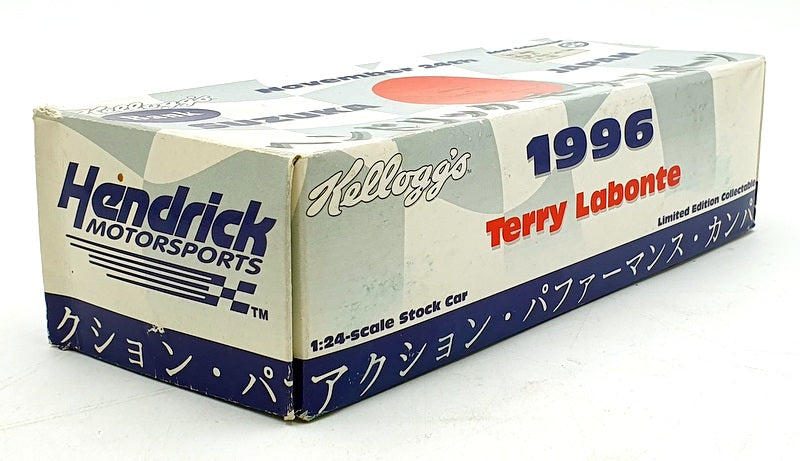 November 24th
Kellogg's
SUZUKA
JAPAN
Hendrick
MOTORSPORTS
TM
クション・パ
Kellogg's
1996
Terry Labonte
Limited Edition Collectable
1:24-Scale Stock Car
アクション・パファーマンス・カンパ